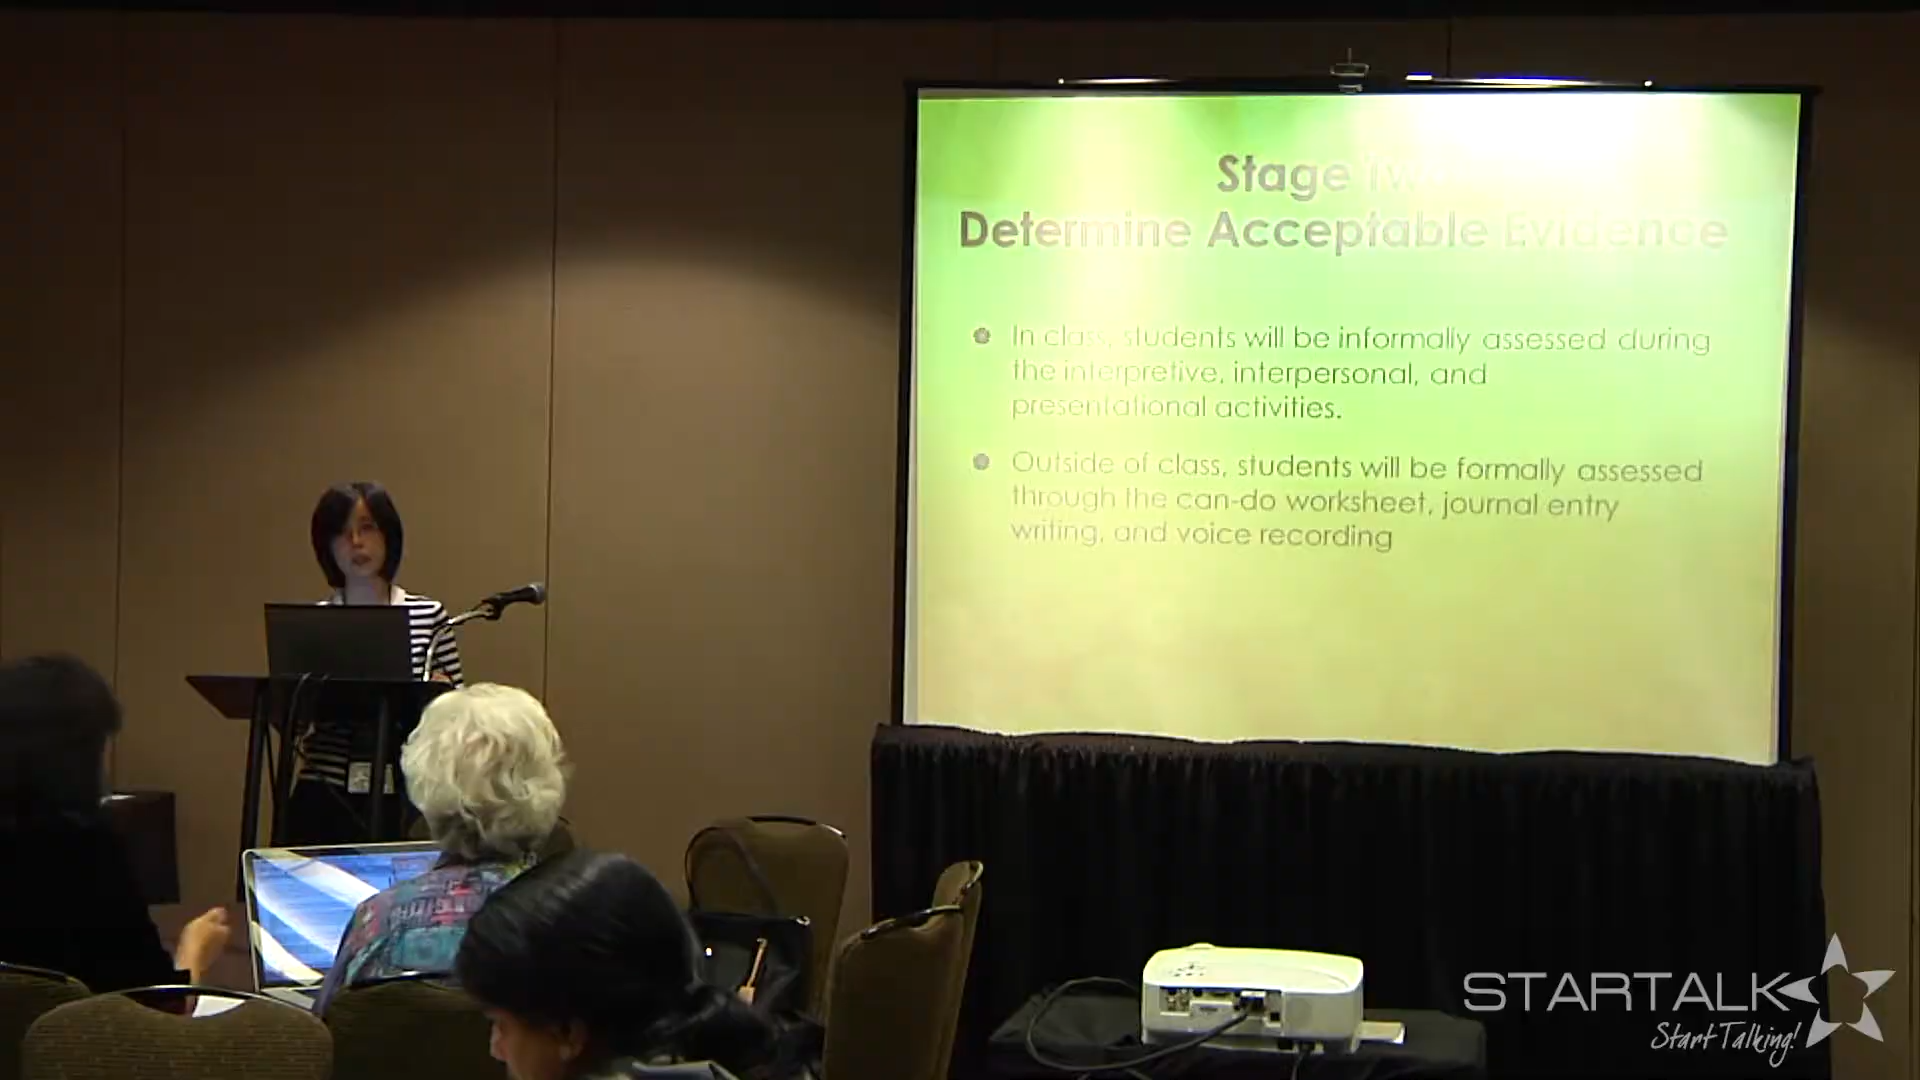 Stage Two
Determine Acceptable Evidence
In class, students will be informally assessed during
the interpretive, interpersonal, and
presentational activities.
Outside of class, students will be formally assessed
through the can-do worksheet, journal entry
writing, and voice recording
STARTALK
Start Talking!